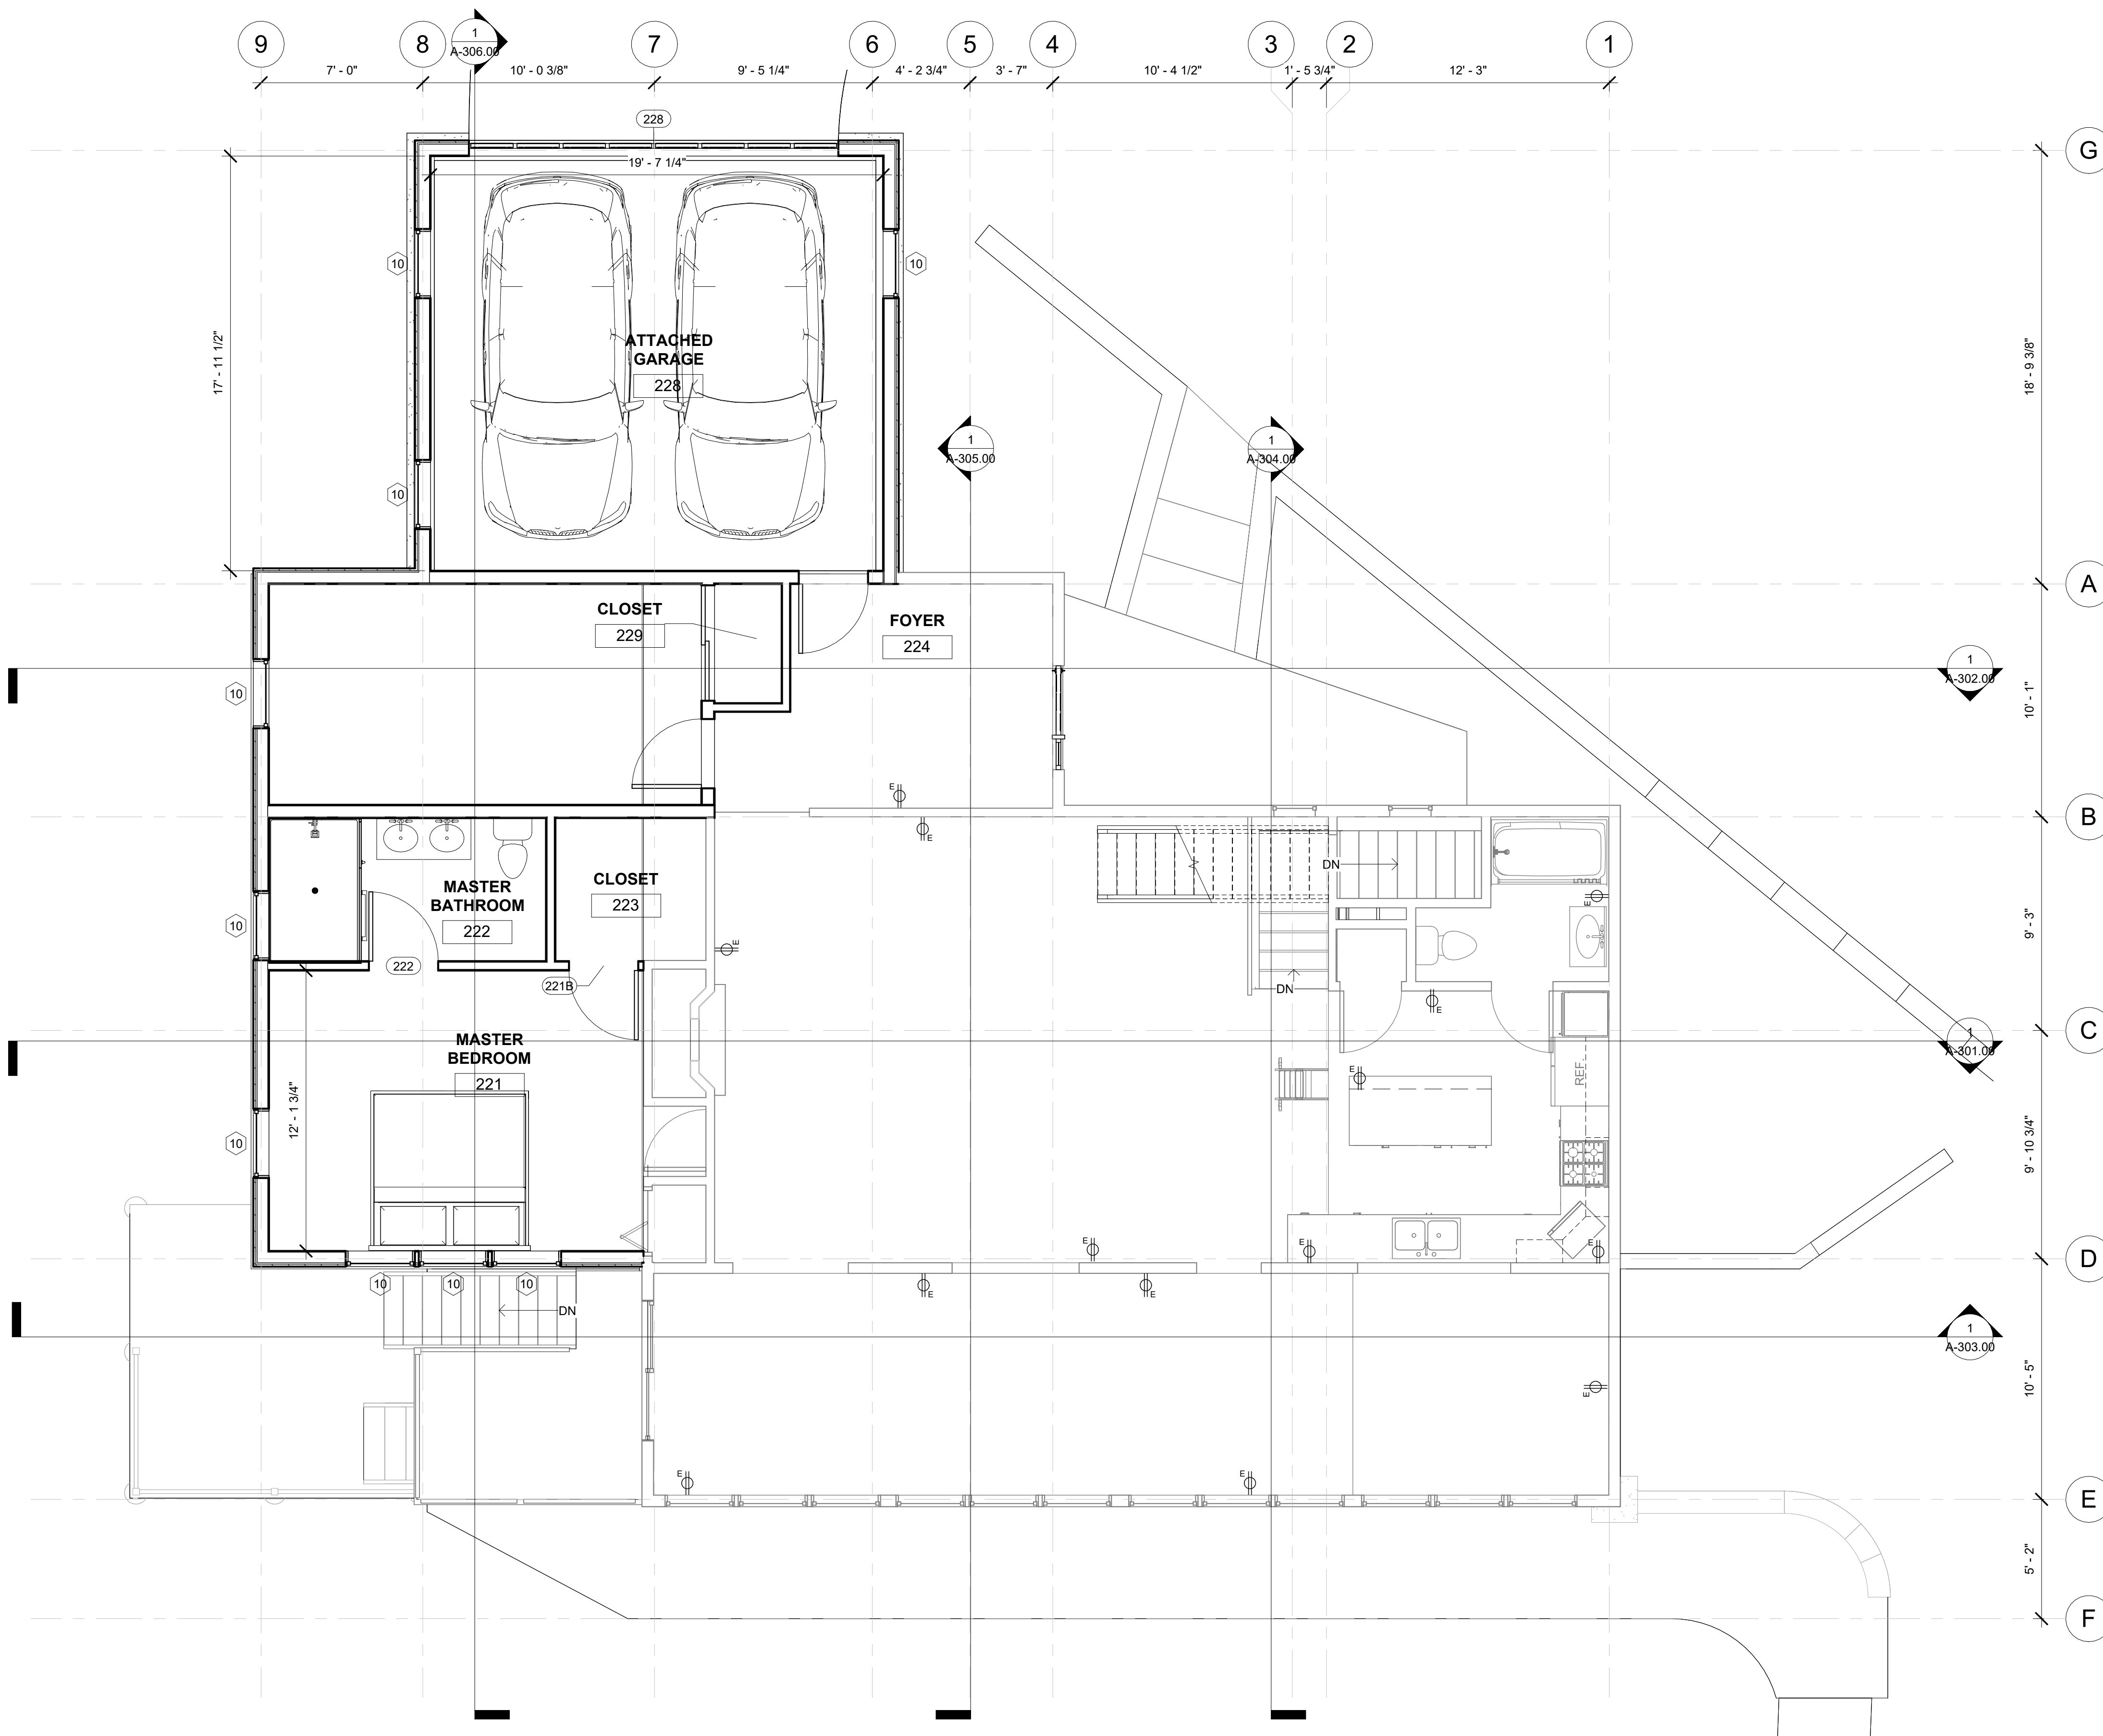 9
8
1
A-306.00
7
6
5
4
3
2
1
7' - 0"
10' - 0 3/8"
9' - 5 1/4"
4' - 2 3/4"
3' - 7"
10' - 4 1/2"
1' - 5 3/4"
12' - 3"
228
G
19' - 7 1/4"
10
10
17' - 11 1/2"
ATTACHED
GARAGE
228
18' - 9 3/8"
1
A-305.00
1
A-304.00
10
A
CLOSET
229
FOYER
224
1
A-302.00
10
10' - 1"
E
B
E
DN
MASTER
BATHROOM
222
CLOSET
223
E
10
9' - 3"
E
222
221B
DN
E
C
1
A-301.00
MASTER
BEDROOM
221
E
REF.
12' - 1 3/4"
10
9' - 10 3/4"
E
E
E
D
10
10
10
E
E
DN
1
A-303.00
E
10' - 5"
E
E
E
5' - 2"
F